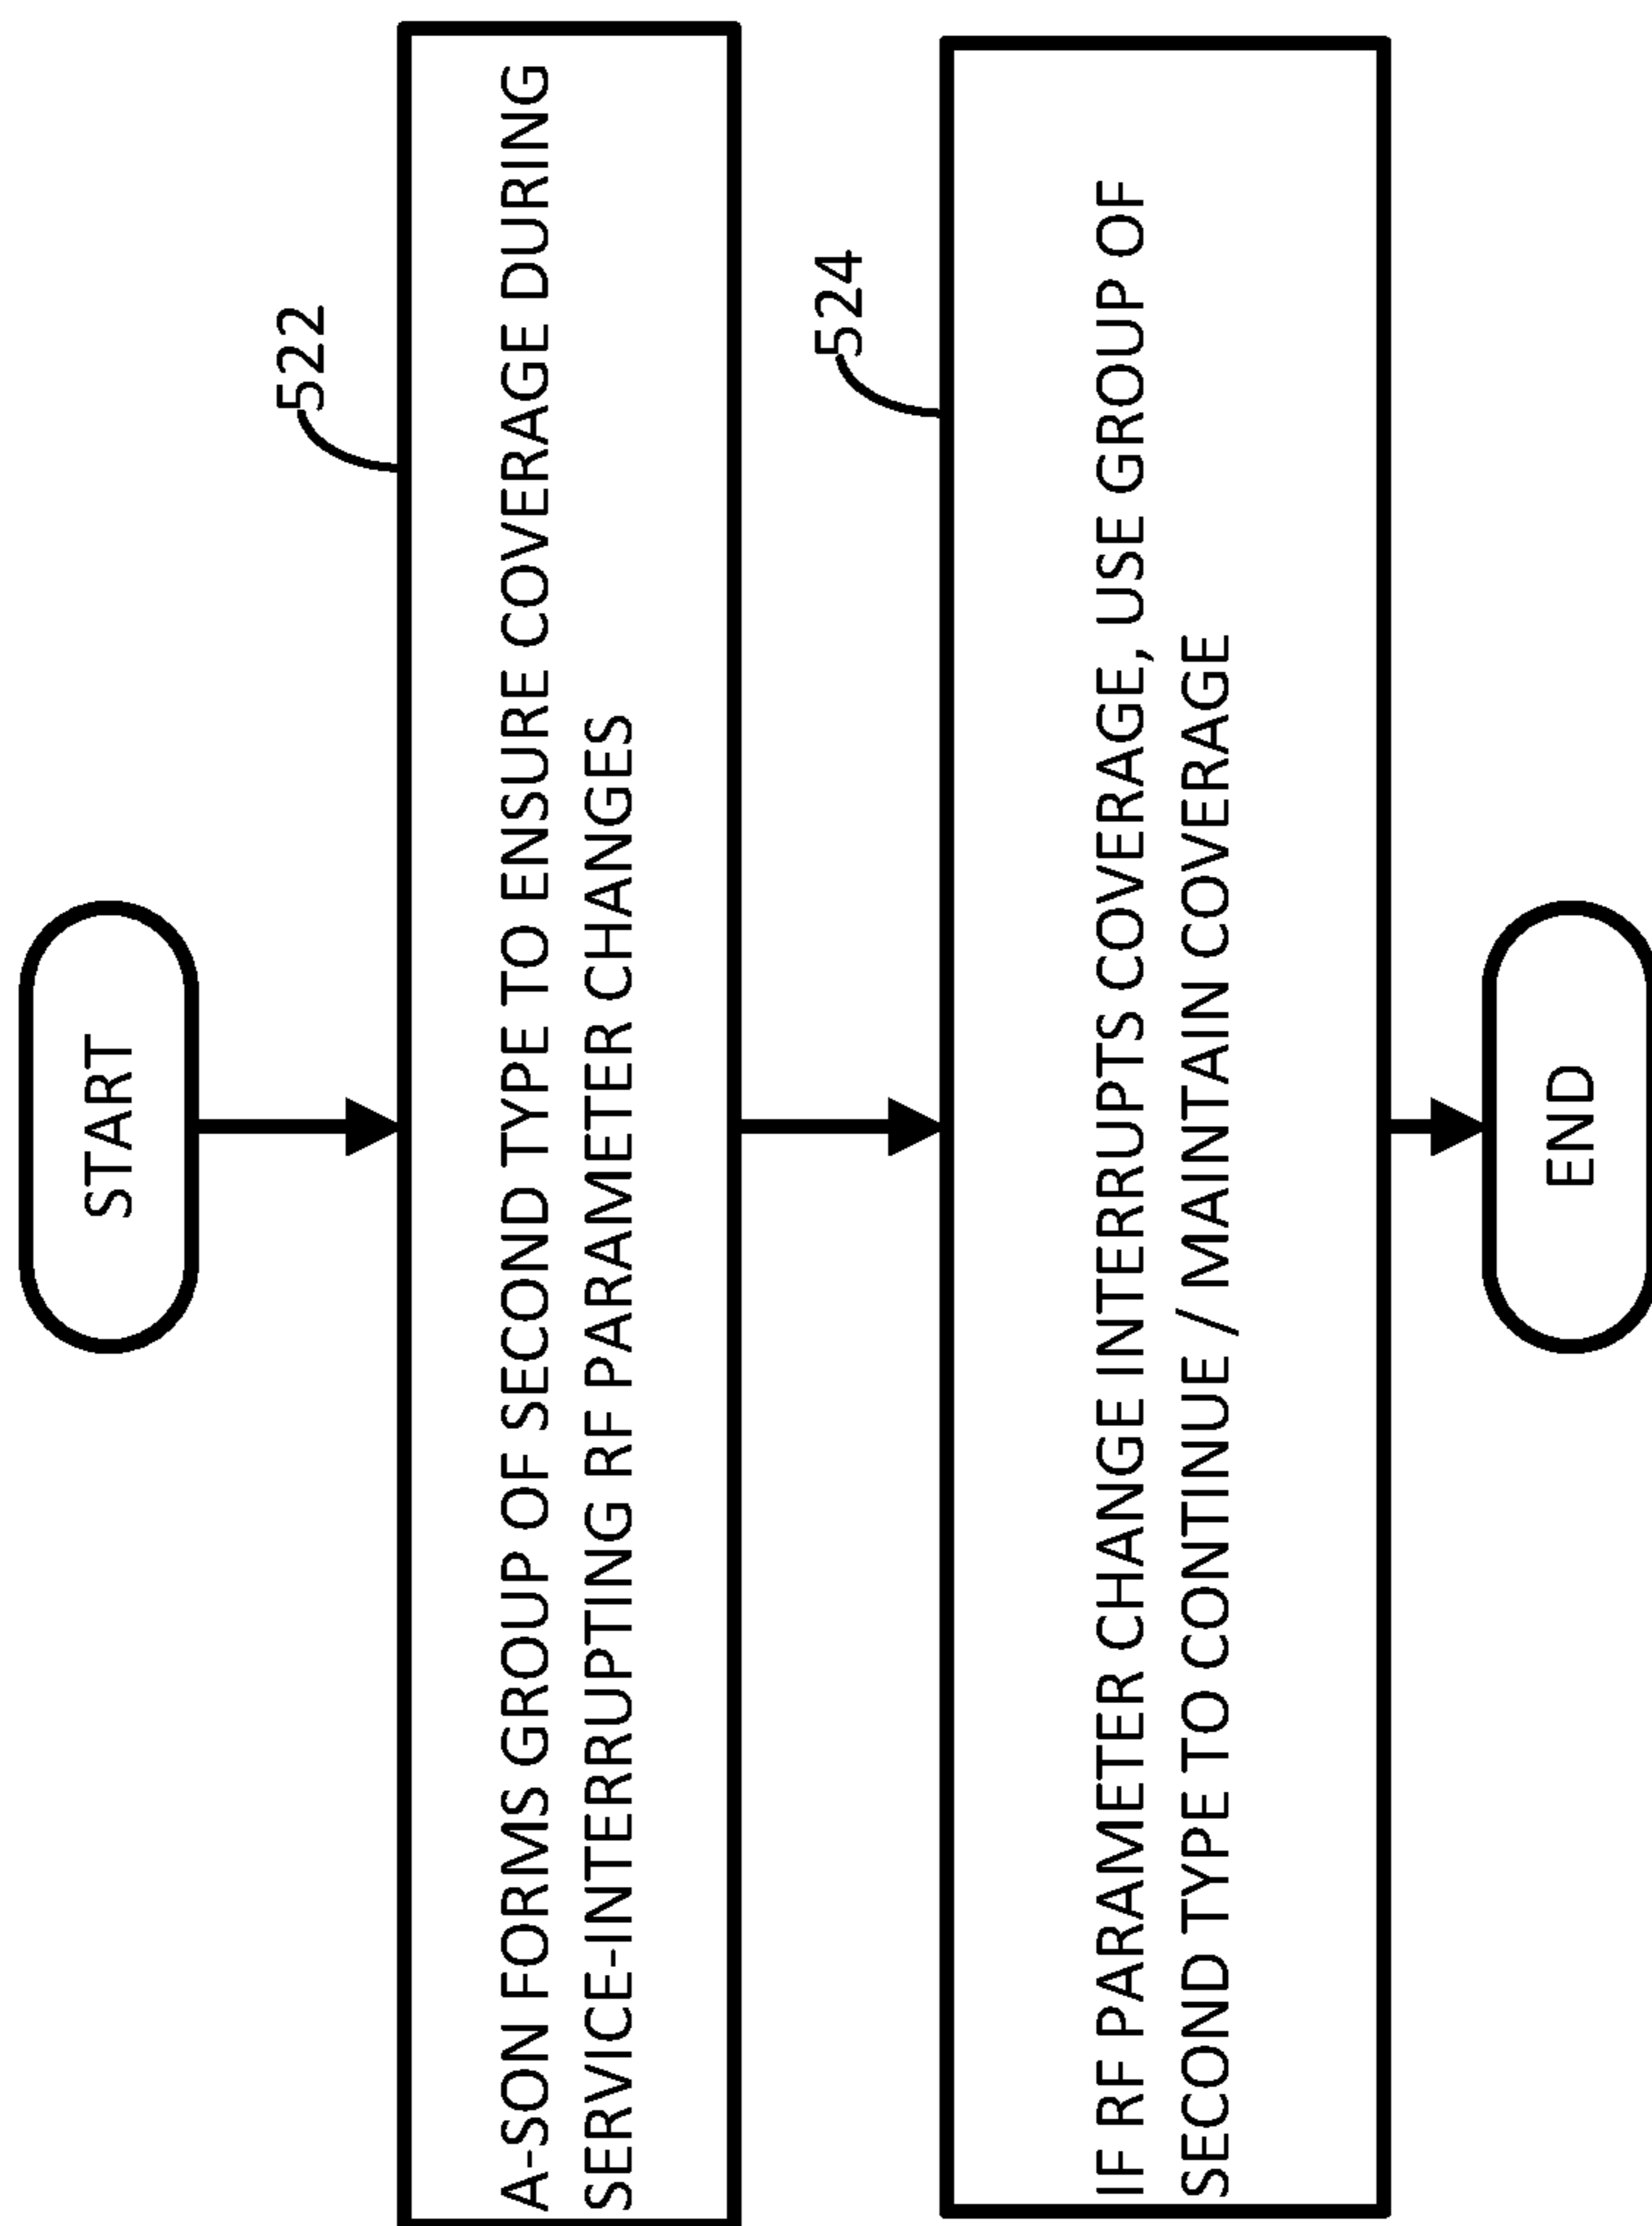 START
522
A-SON FORMS GROUP OF SECOND TYPE TO ENSURE COVERAGE DURING
SERVICE-INTERRUPTING RF PARAMETER CHANGES
524
IF RF PARAMETER CHANGE INTERRUPTS COVERAGE, USE GROUP OF
SECOND TYPE TO CONTINUE / MAINTAIN COVERAGE
END